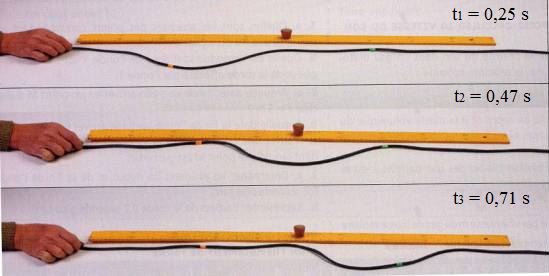 t1 = 0,25 s
t2 = 0,47 s
t3 = 0,71 s